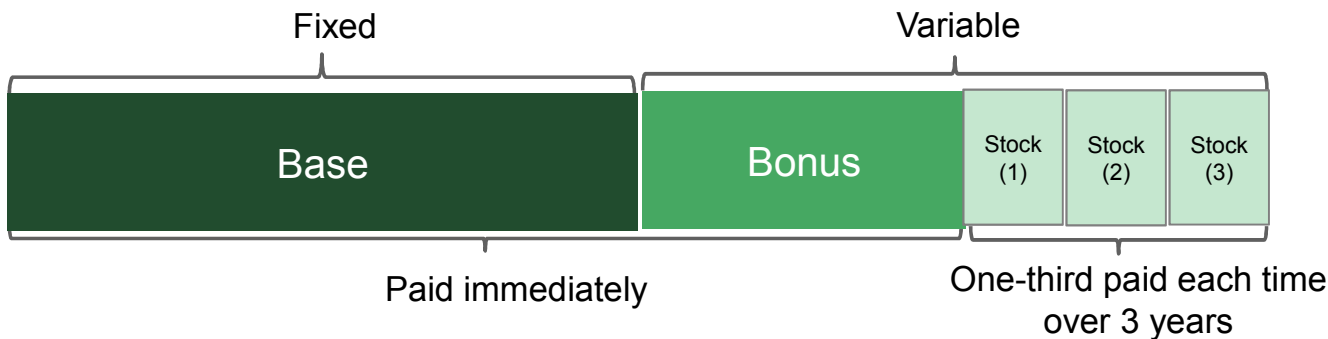 Fixed
Variable
Base
Bonus
Stock
(1)
Stock
(2)
Stock
(3)
Paid immediately
One-third paid each time
over 3 years